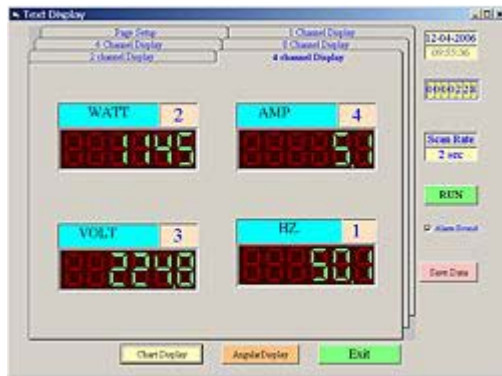 Text Display
Page Setup
1 Channel Display
6 Channel Display
8 Channel Display
2 channel Display
4 channel Display
12-04-2006
09:55:36
0000228
WATT 2
1145
AMP 4
5.1
Scan Rate
2 sec
RUN
VOLT 3
224.8
HZ. 1
50.1
Alarm Sound
Save Data
Chart Display
Angular Display
Exit